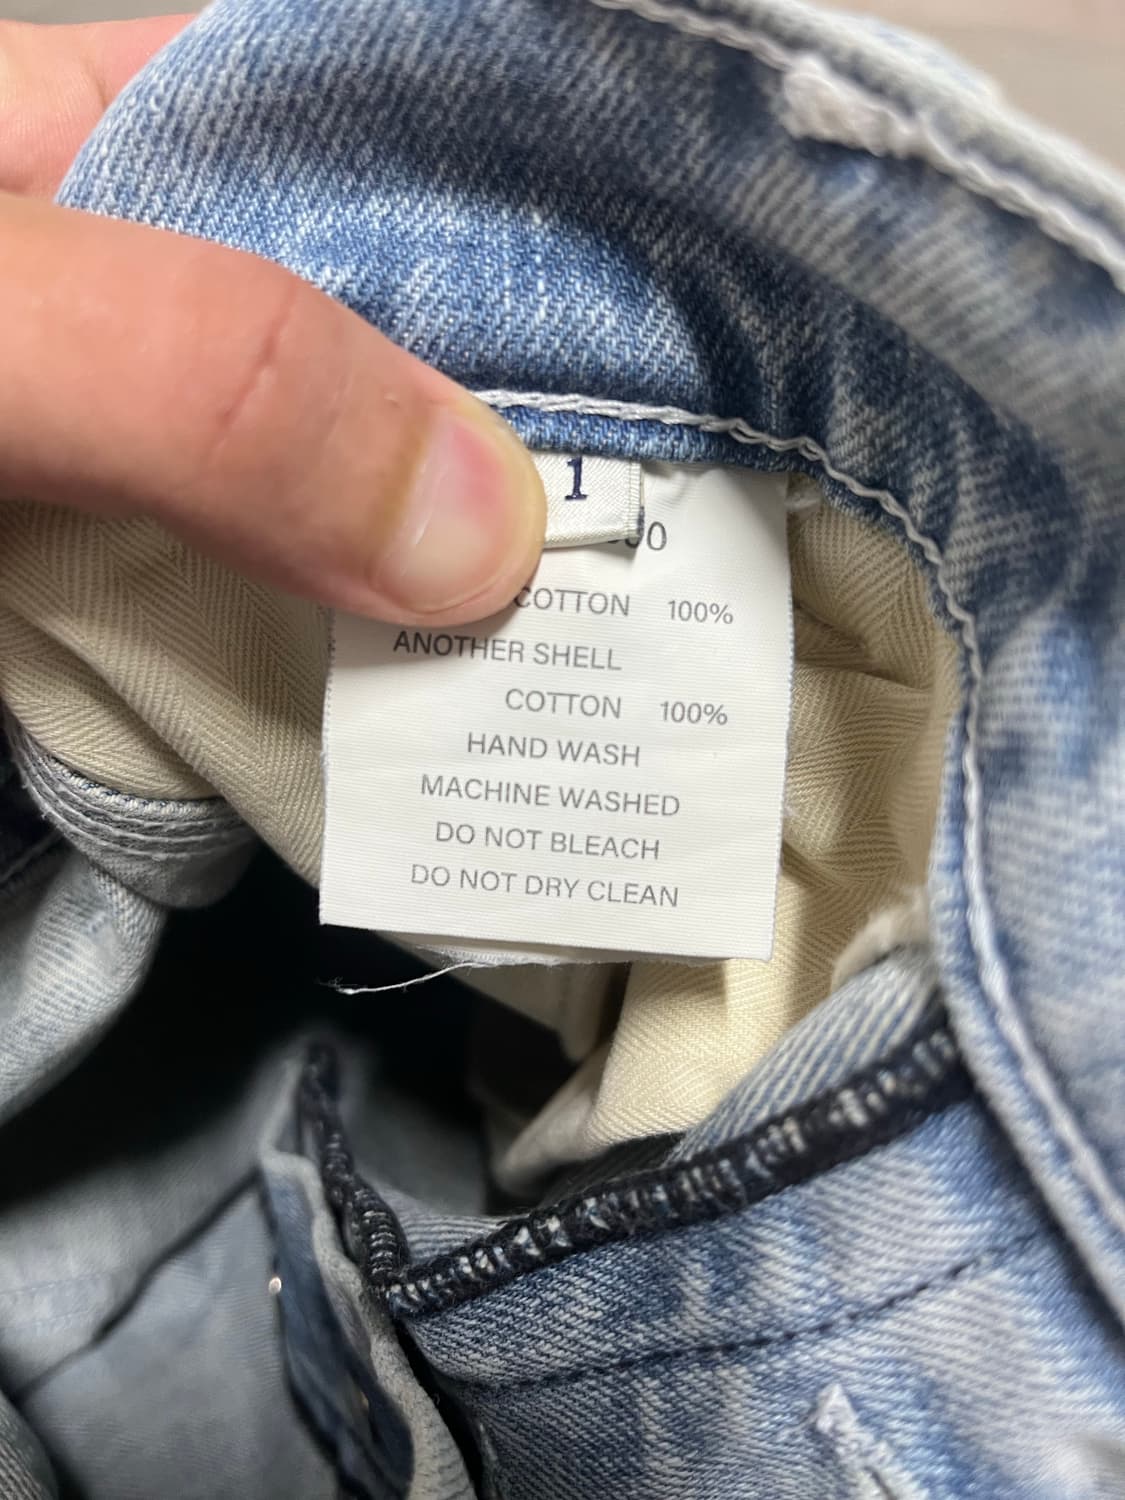 1
COTTON 100%
ANOTHER SHELL
COTTON 100%
HAND WASH
MACHINE WASHED
DO NOT BLEACH
DO NOT DRY CLEAN